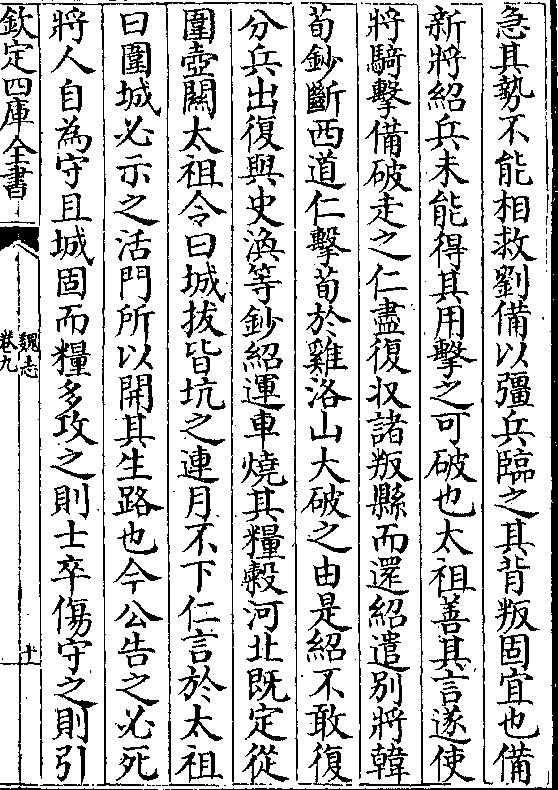 急其勢不能相救劉備以彊兵臨之其背叛固宜也備
新將紹兵未能得其用擊之可破也太祖善其言遂使
將騎擊備破走之仁盡復収諸叛縣而還紹遣别將韓
荀鈔斷西道仁擊荀於雞洛山大破之由是紹不敢復
分兵出復與史渙等鈔紹運車燒其糧穀河北既定從
圍壺關太祖令曰城拔皆坑之連月不下仁言於太祖
曰圍城必示之活門所以開其生路也今公告之必死
將人自為守且城固而糧多攻之則士卒傷守之則引
欽定四庫全書
魏志
卷九
十